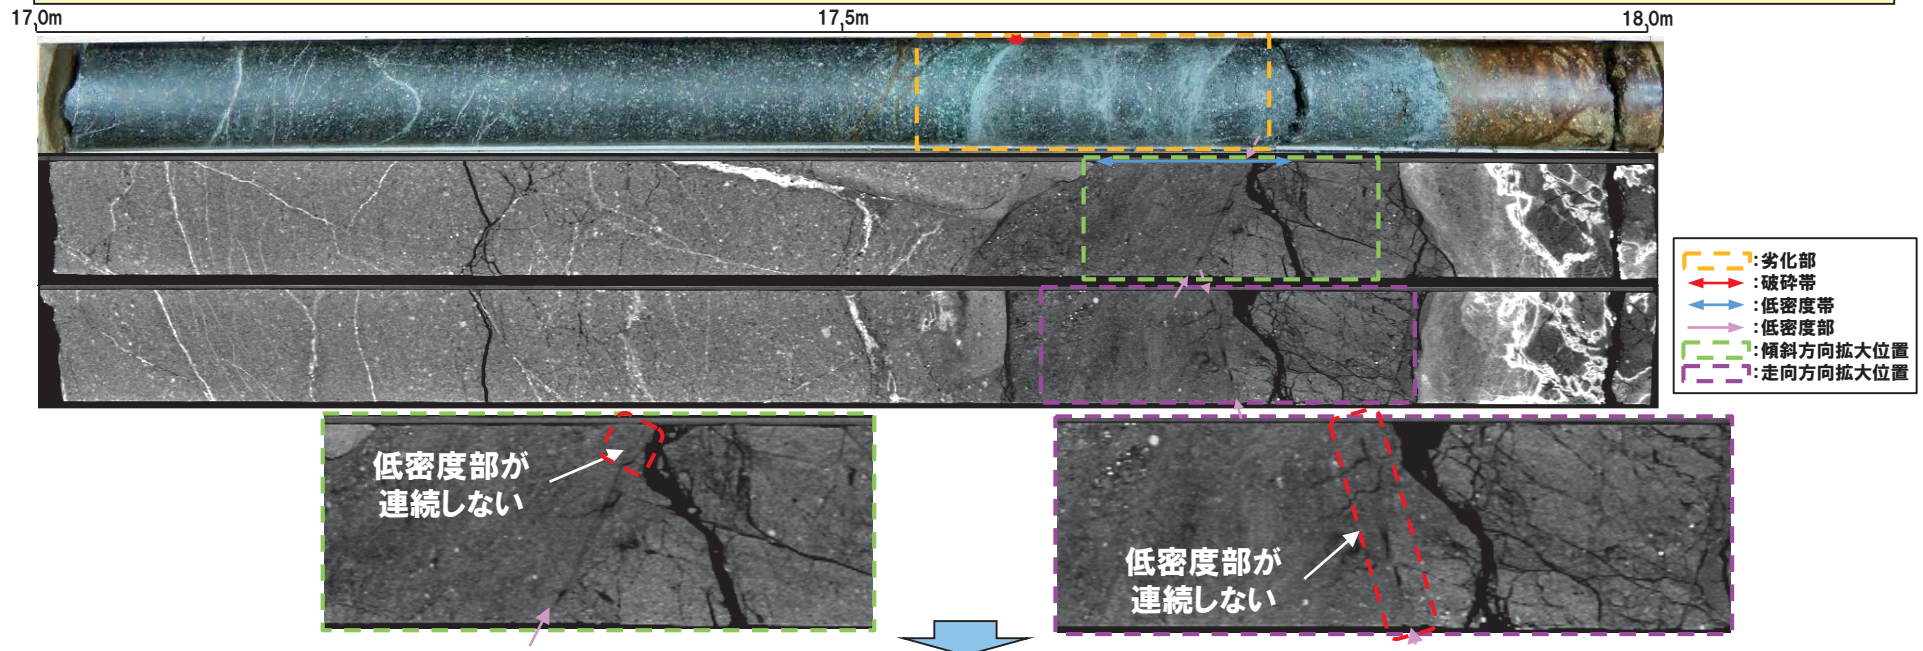 17.0m
17.5m
18.0m
:劣化部
:破砕帯
:低密度帯
:低密度部
:傾斜方向拡大位置
:走向方向拡大位置
低密度部が
連続しない
低密度部が
連続しない